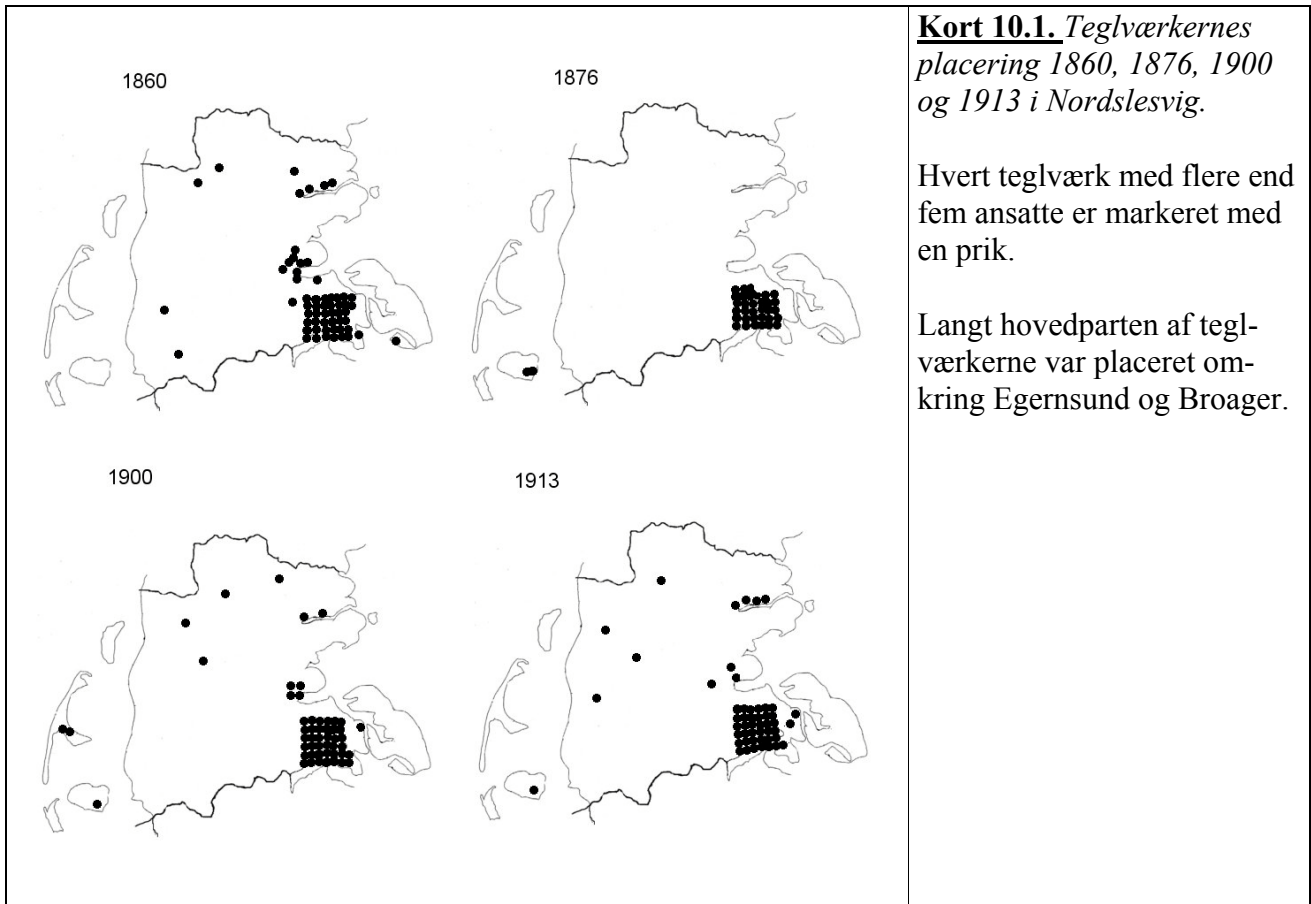 1860
1876
1900
1913
Kort 10.1. Teglværkernes
placering 1860, 1876, 1900
og 1913 i Nordslesvig.
Hvert teglværk med flere end
fem ansatte er markeret med
en prik.
Langt hovedparten af tegl-
værkerne var placeret om-
kring Egernsund og Broager.